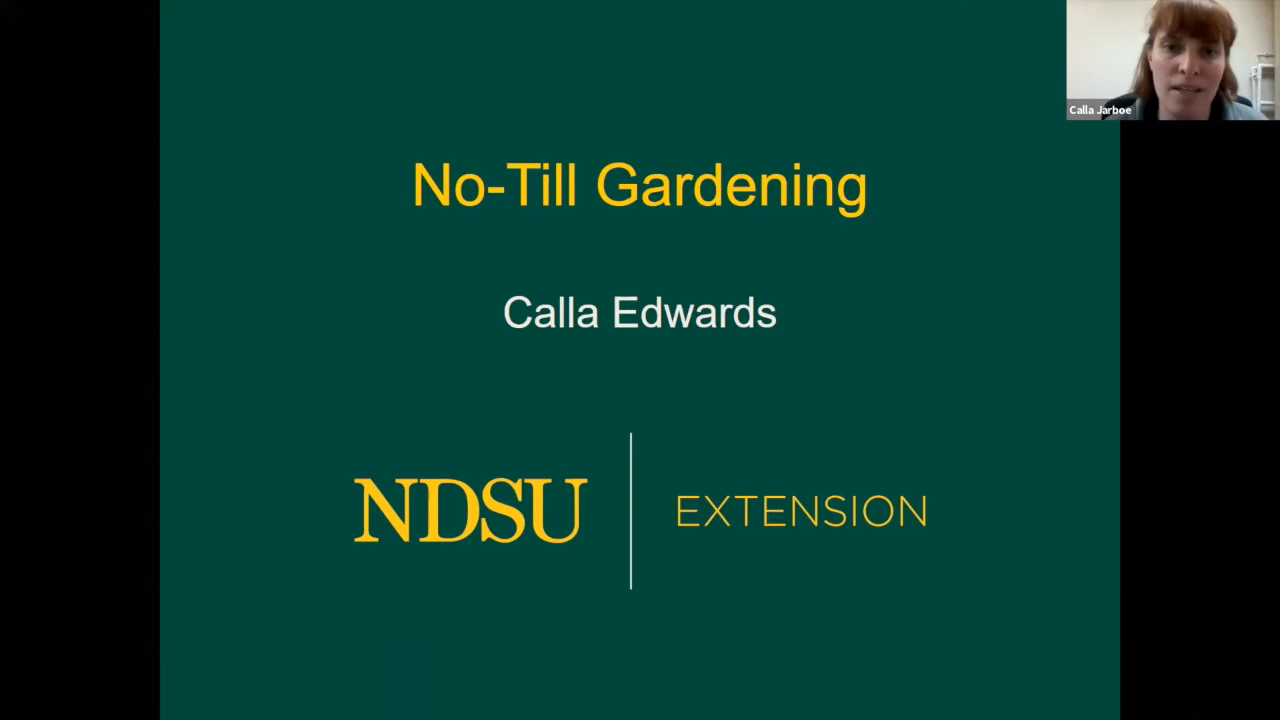 Calla Jarboe
No-Till Gardening
Calla Edwards
NDSU EXTENSION